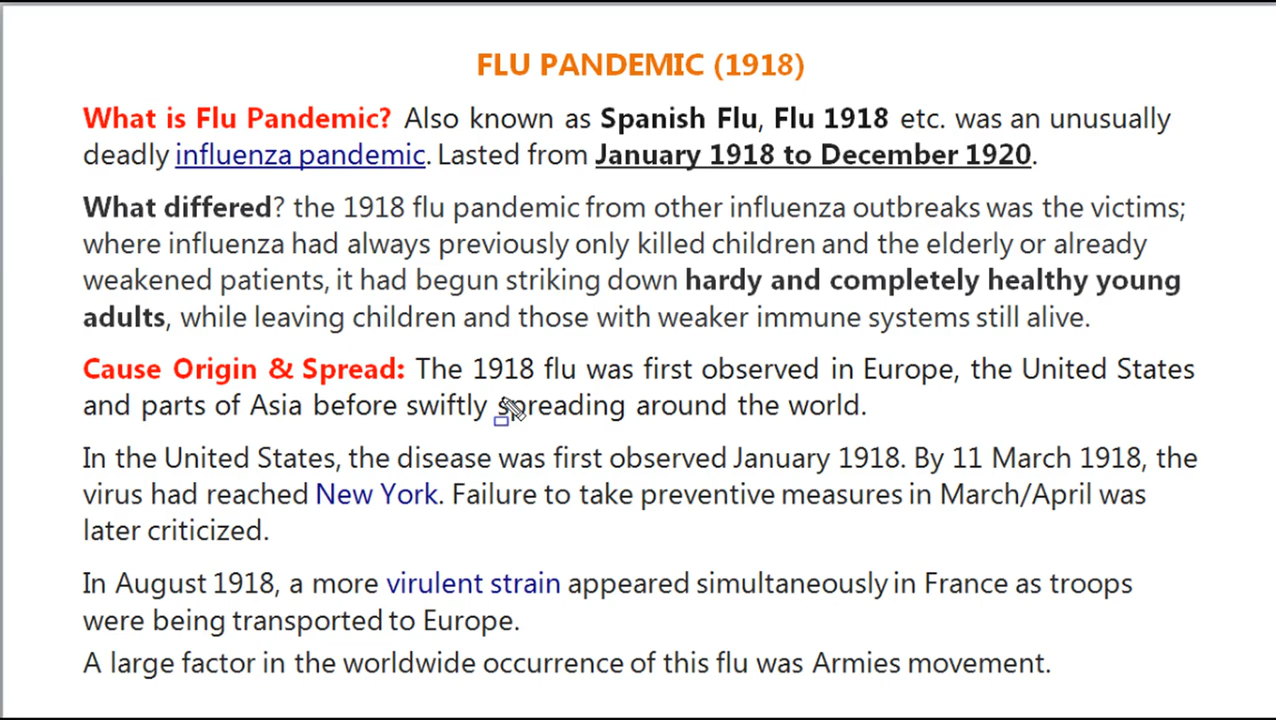 FLU PANDEMIC (1918)
What is Flu Pandemic? Also known as Spanish Flu, Flu 1918 etc. was an unusually
deadly influenza pandemic. Lasted from January 1918 to December 1920.
What differed? the 1918 flu pandemic from other influenza outbreaks was the victims;
where influenza had always previously only killed children and the elderly or already
weakened patients, it had begun striking down hardy and completely healthy young
adults, while leaving children and those with weaker immune systems still alive.
Cause Origin & Spread: The 1918 flu was first observed in Europe, the United States
and parts of Asia before swiftly spreading around the world.
In the United States, the disease was first observed January 1918. By 11 March 1918, the
virus had reached New York. Failure to take preventive measures in March/April was
later criticized.
In August 1918, a more virulent strain appeared simultaneously in France as troops
were being transported to Europe.
A large factor in the worldwide occurrence of this flu was Armies movement.